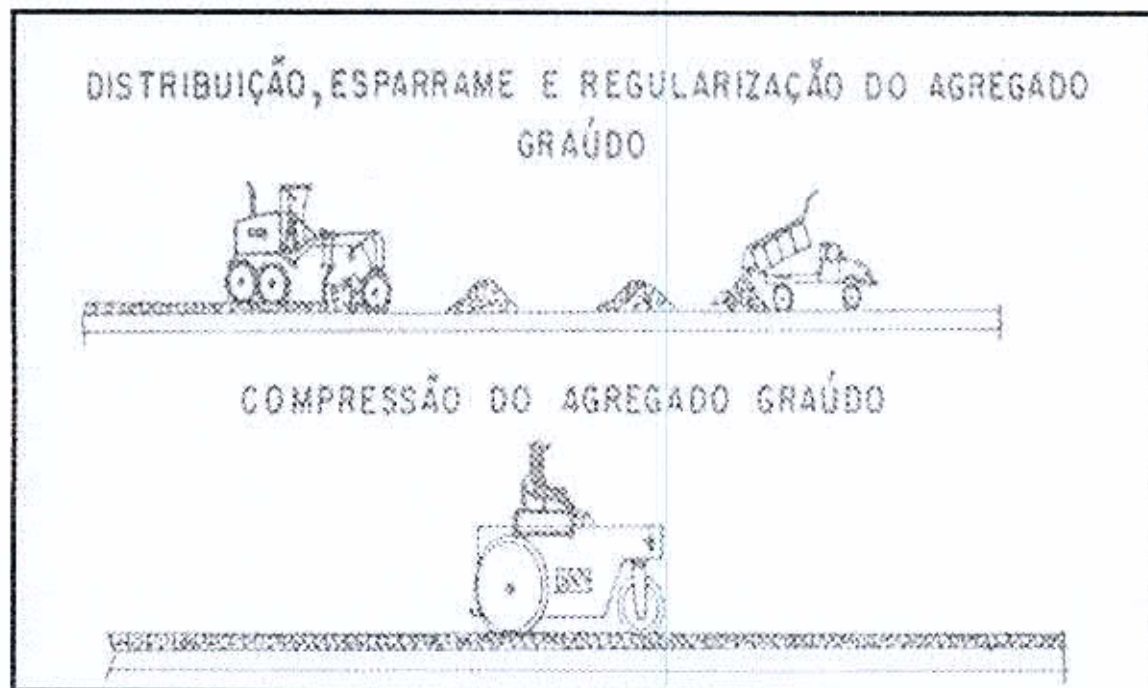 DISTRIBUIÇÃO, ESPARRAME E REGULARIZAÇÃO DO AGREGADO
GRAÚDO
COMPRESSÃO DO AGREGADO GRAÚDO